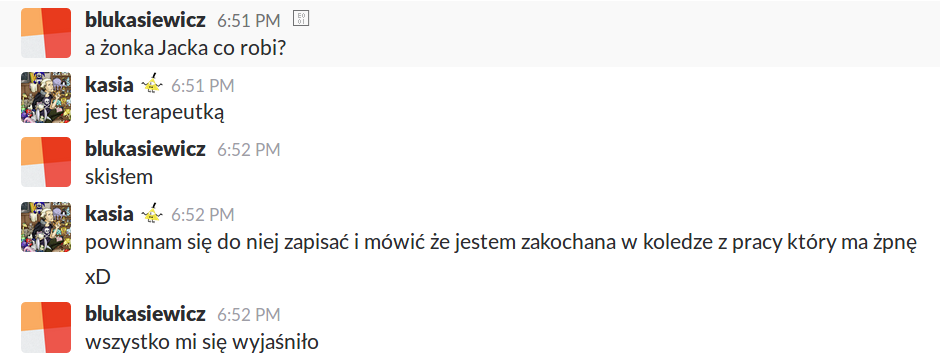 blukasiewicz 6:51 PM
a żonka Jacka co robi?
kasia 6:51 PM
jest terapeutką
blukasiewicz 6:52 PM
skisłem
kasia 6:52 PM
powinnam się do niej zapisać i mówić że jestem zakochana w koledze z pracy który ma żpnę
xD
blukasiewicz 6:52 PM
wszystko mi się wyjaśniło